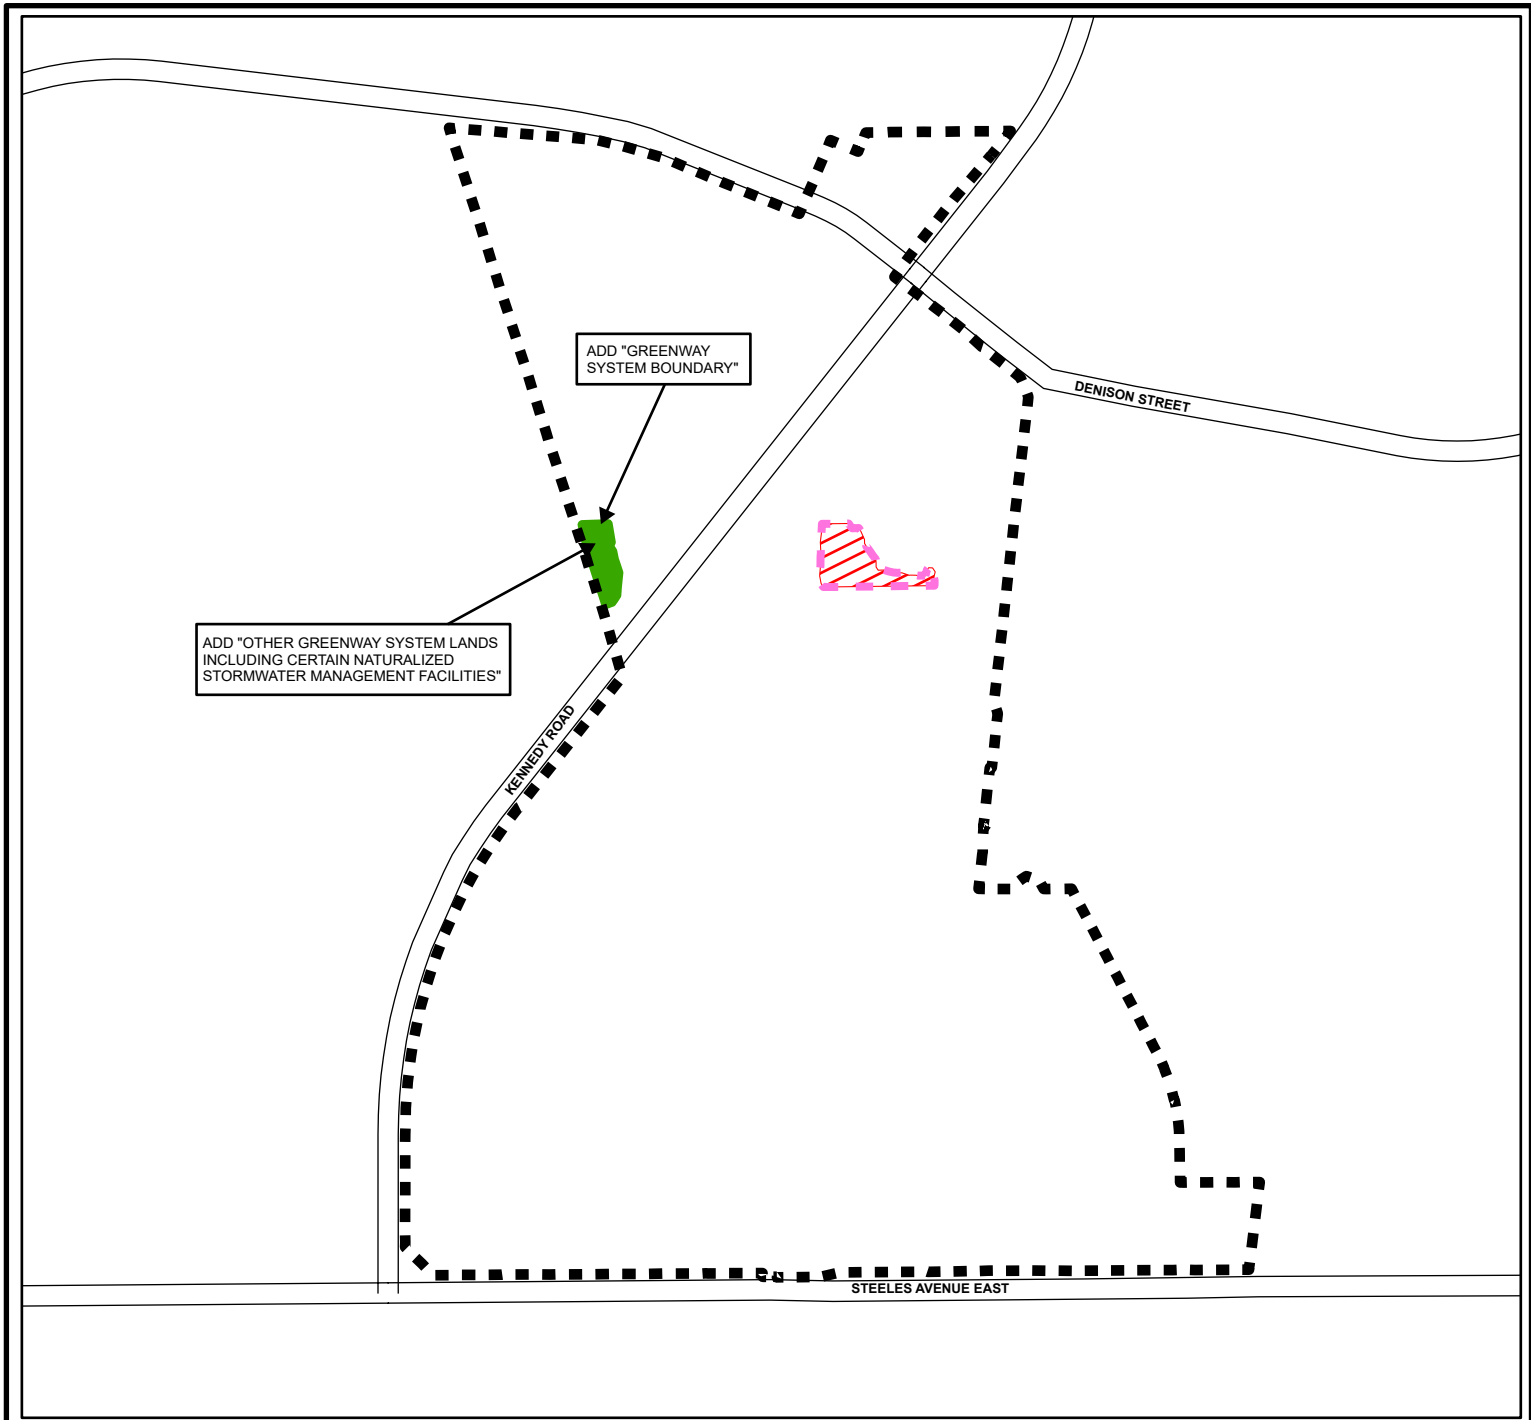 ADD "GREENWAY
SYSTEM BOUNDARY"
DENISON STREET
ADD "OTHER GREENWAY SYSTEM LANDS
INCLUDING CERTAIN NATURALIZED
STORMWATER MANAGEMENT FACILITIES"
KENNEDY ROAD
STEELES AVENUE EAST